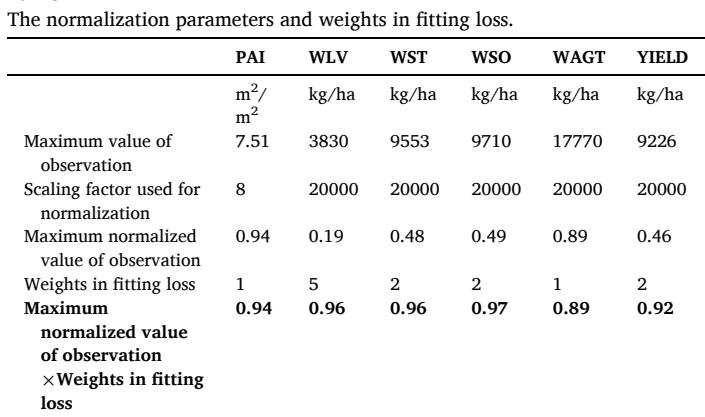 The normalization parameters and weights in fitting loss.
PAI WLV WST WSO WAGT YIELD
m²/ kg/ha kg/ha kg/ha kg/ha kg/ha
m²
Maximum value of 7.51 3830 9553 9710 17770 9226
observation
Scaling factor used for 8 20000 20000 20000 20000 20000
normalization
Maximum normalized 0.94 0.19 0.48 0.49 0.89 0.46
value of observation
Weights in fitting loss 1 5 2 2 1 2
Maximum 0.94 0.96 0.96 0.97 0.89 0.92
normalized value
of observation
×Weights in fitting
loss